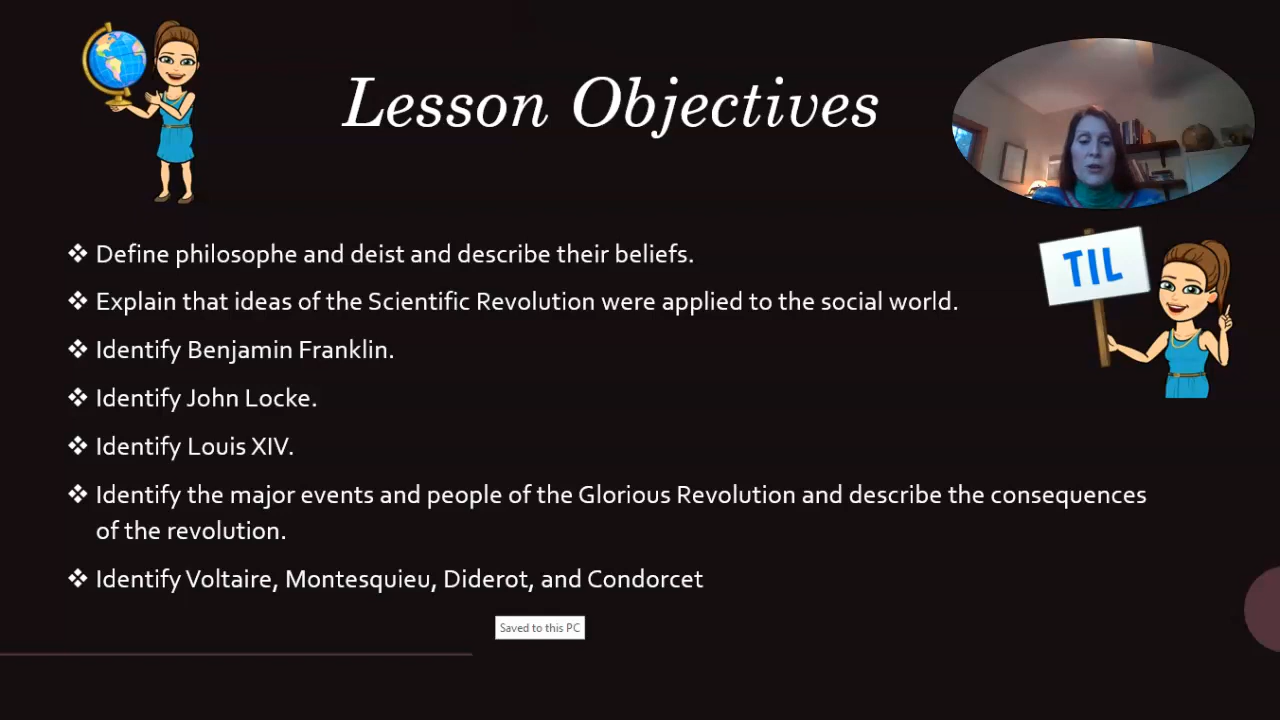 Lesson Objectives
TIL
❖ Define philosophe and deist and describe their beliefs.
❖ Explain that ideas of the Scientific Revolution were applied to the social world.
❖ Identify Benjamin Franklin.
❖ Identify John Locke.
❖ Identify Louis XIV.
❖ Identify the major events and people of the Glorious Revolution and describe the consequences
of the revolution.
❖ Identify Voltaire, Montesquieu, Diderot, and Condorcet
Saved to this PC